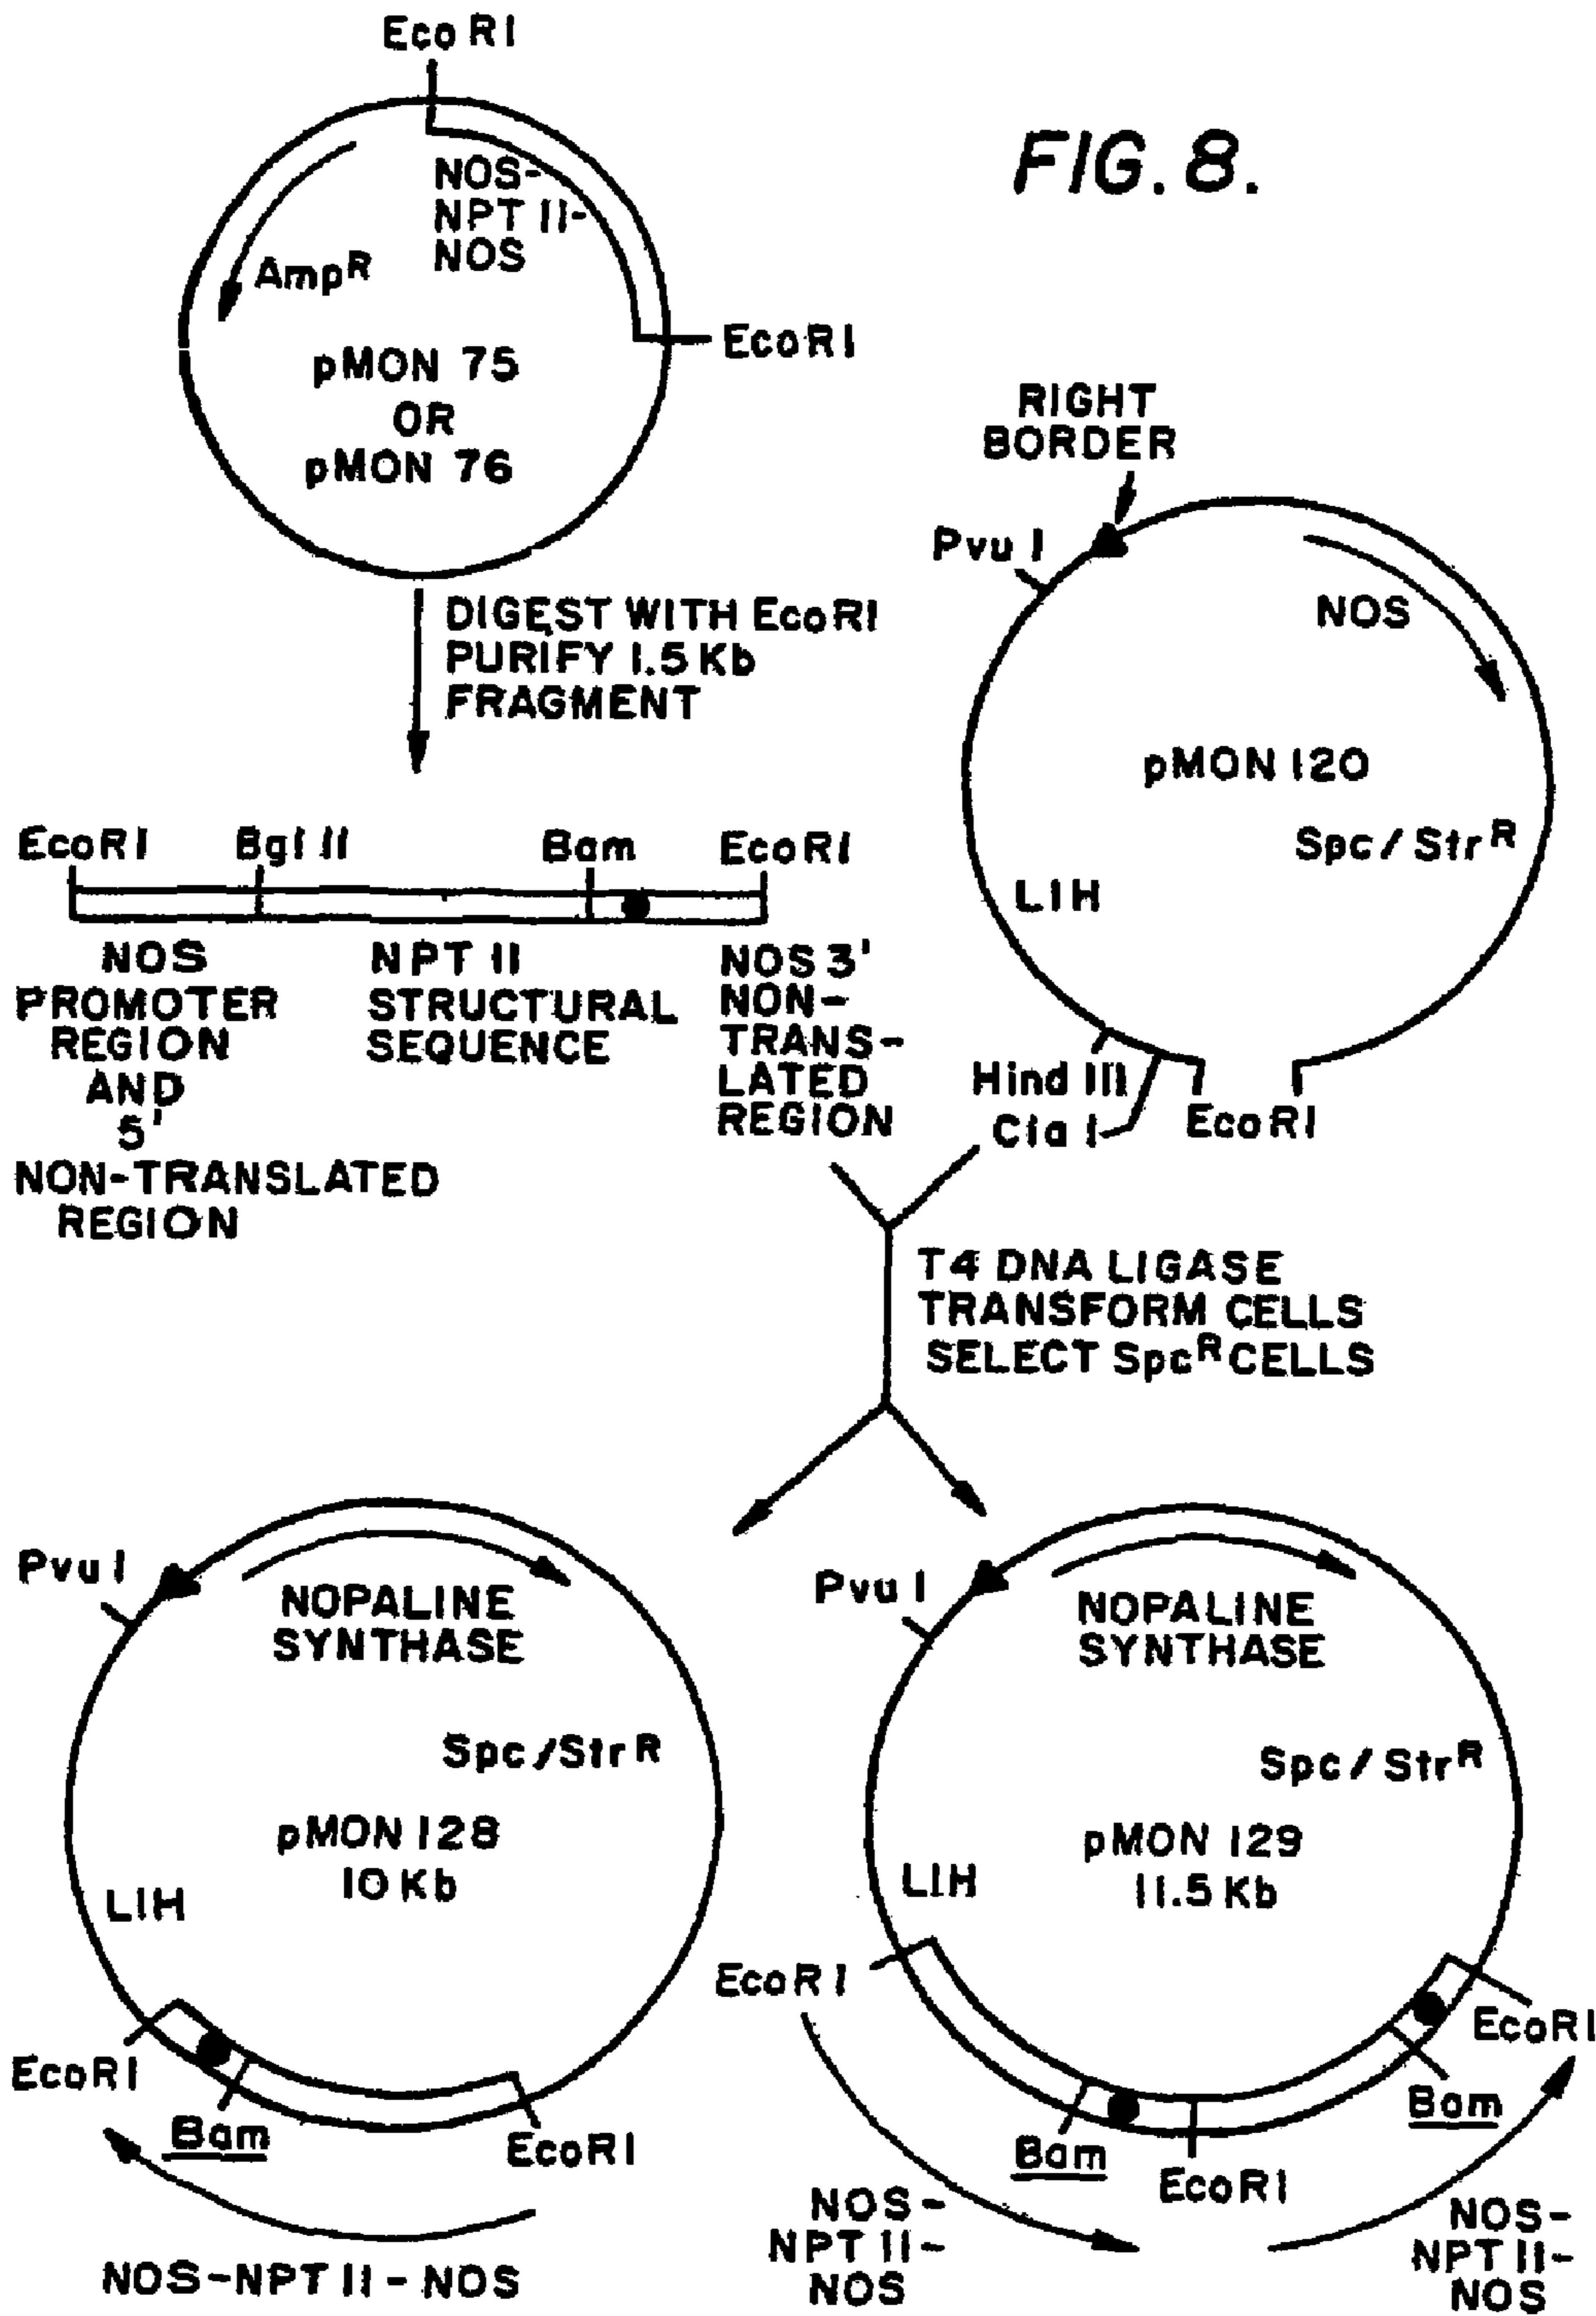 EcoRI
FIG. 8.
NOS-
NPT II-
NOS
AmpR
EcoRI
pMON 75
OR
pMON 76
DIGEST WITH EcoRI
PURIFY 1.5 Kb
FRAGMENT
RIGHT
BORDER
Pvu I
NOS
pMON 120
Spc/StrR
LIH
Hind III
Cla I
EcoRI
EcoRI
Bgl II
Bam
EcoRI
NOS
PROMOTER
REGION
AND
5'
NON-TRANSLATED
REGION
NPT II
STRUCTURAL
SEQUENCE
NOS 3'
NON-
TRANS-
LATED
REGION
T4 DNA LIGASE
TRANSFORM CELLS
SELECT SpcR CELLS
Pvu I
NOPALINE
SYNTHASE
Spc/StrR
pMON 128
10 Kb
LIH
EcoRI
Bam
EcoRI
NOS-NPT II-NOS
Pvu I
NOPALINE
SYNTHASE
Spc/StrR
pMON 129
11.5 Kb
LIH
EcoRI
EcoRI
Bam
Bam
EcoRI
NOS-
NPT II-
NOS
NOS-
NPT II-
NOS